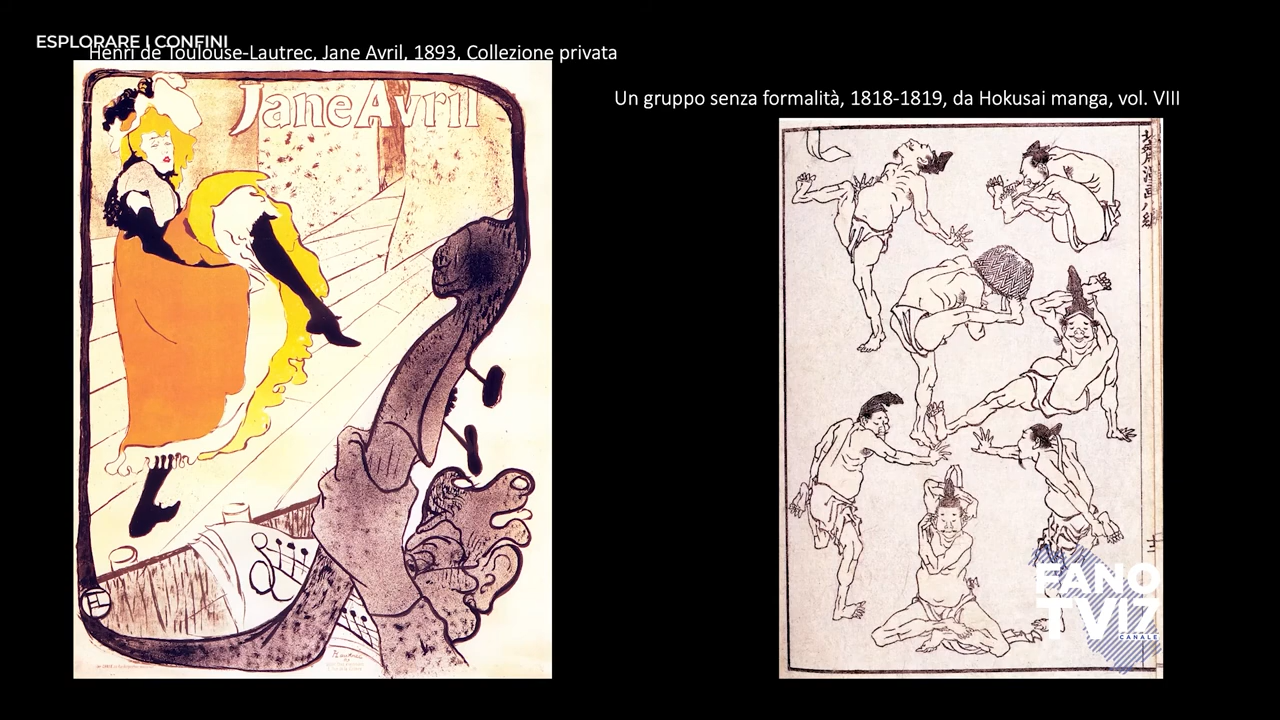 ESPLORARE I CONFINI
Henri de Toulouse-Lautrec, Jane Avril, 1893, Collezione privata
Un gruppo senza formalità, 1818-1819, da Hokusai manga, vol. VIII
Jane Avril
FANO
TV17
CANALE